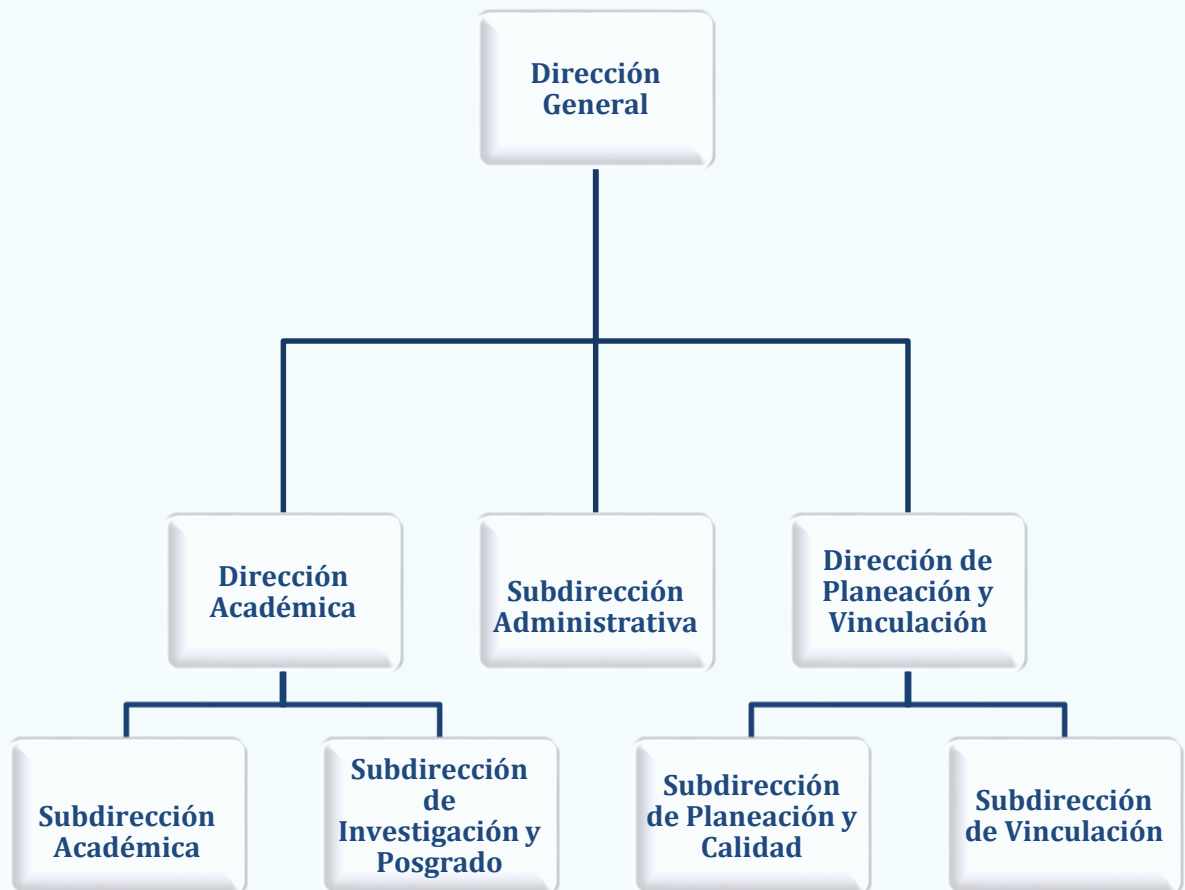 Dirección
General
Dirección
Académica
Subdirección
Administrativa
Dirección de
Planeación y
Vinculación
Subdirección
Académica
Subdirección
de
Investigación y
Posgrado
Subdirección
de Planeación y
Calidad
Subdirección
de Vinculación